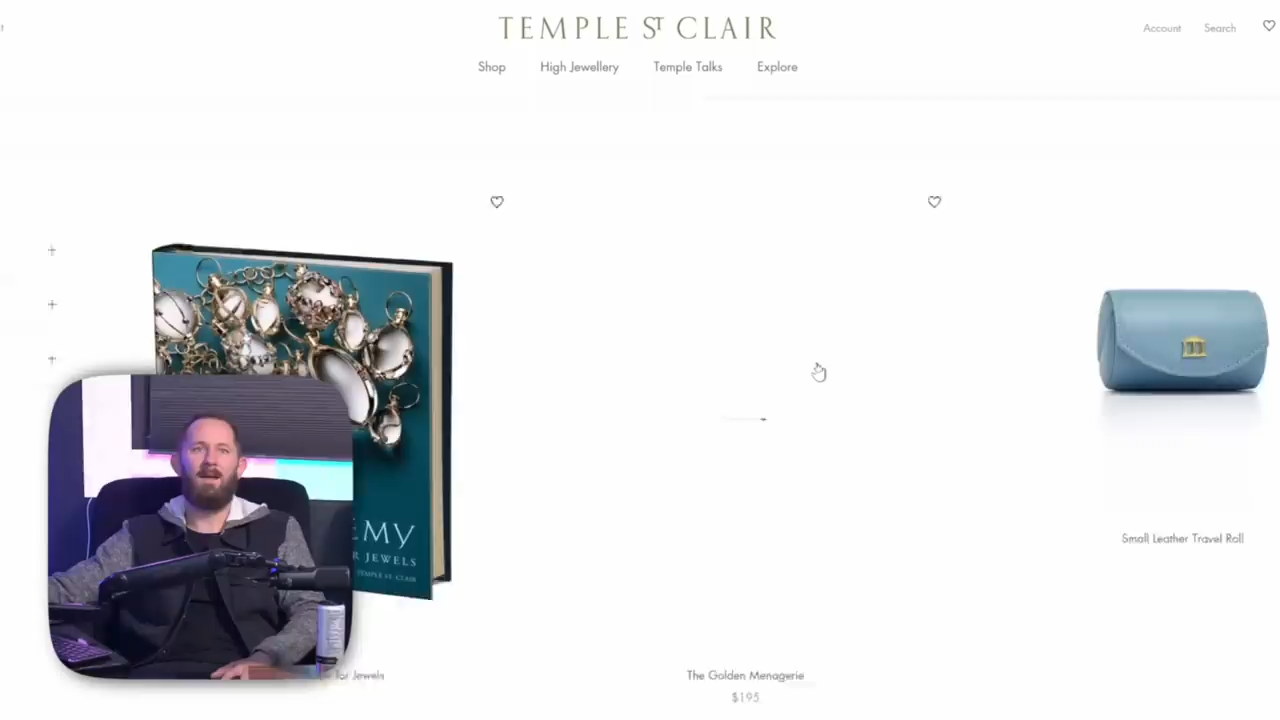 TEMPLE ST CLAIR
Account
Search
Shop
High Jewellery
Temple Talks
Explore
EMY
R JEWELS
TEMPLE ST. CLAIR
Small Leather Travel Roll
for Jewels
The Golden Menagerie
$195